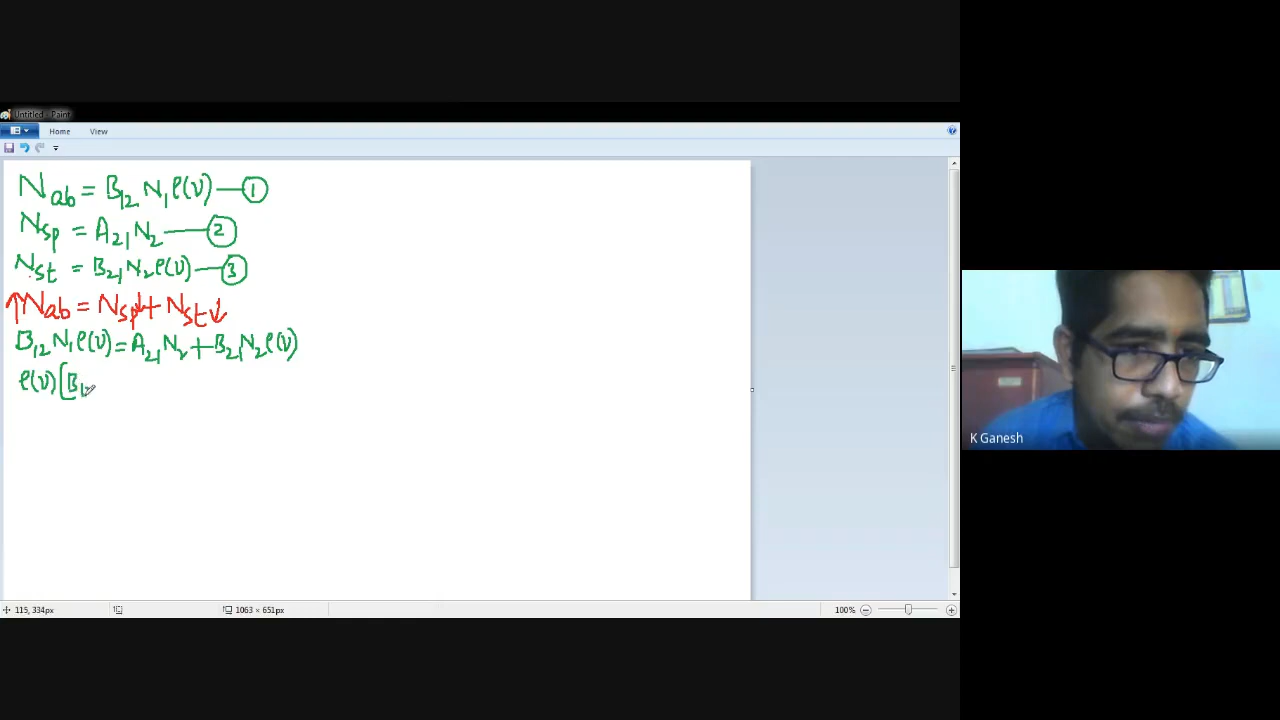 Untitled - Paint
Home View
N_ab = B_12 N_1 ρ(ν) — ①
N_sp = A_21 N_2 — ②
N_st = B_21 N_2 ρ(ν) — ③
↑N_ab = N_sp↓ + N_st↓
B_12 N_1 ρ(ν) = A_21 N_2 + B_21 N_2 ρ(ν)
ρ(ν) [B_12
K Ganesh
115, 334px 1063 × 651px 100%